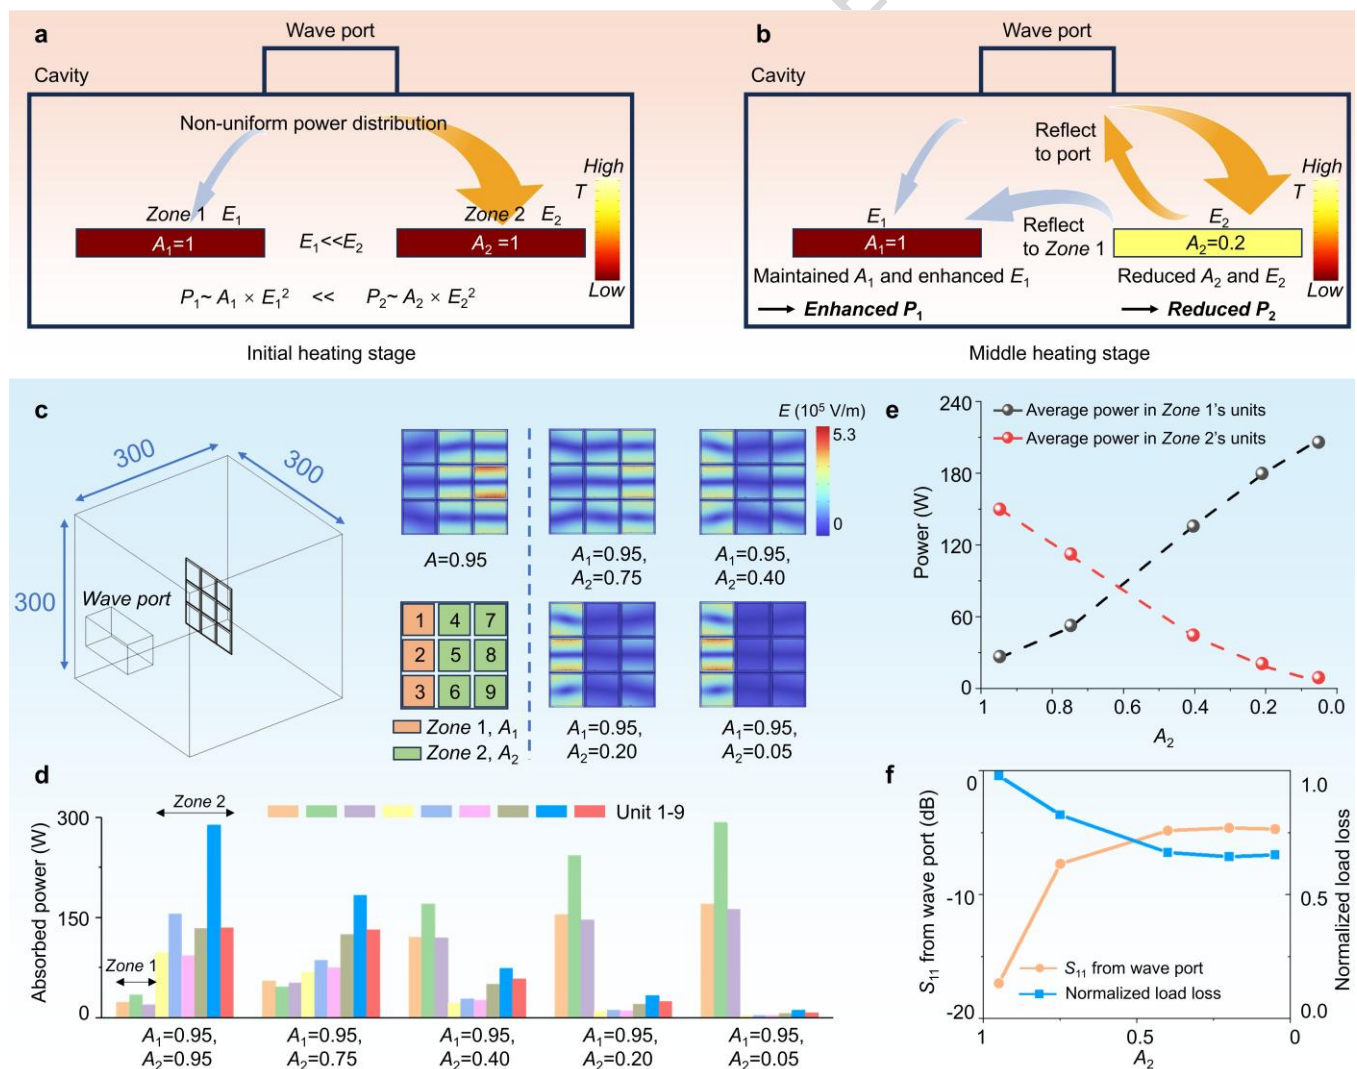 a
Wave port
Cavity
Non-uniform power distribution
High
T
Zone 1 E₁
Zone 2 E₂
A₁=1
E₁<<E₂
A₂ =1
Low
P₁~ A₁ × E₁² << P₂~ A₂ × E₂²
Initial heating stage
b
Wave port
Cavity
Reflect
to port
High
T
E₁
E₂
A₁=1
Reflect
to Zone 1
A₂=0.2
Low
Maintained A₁ and enhanced E₁
Reduced A₂ and E₂
Enhanced P₁
Reduced P₂
Middle heating stage
c
300
300
300
Wave port
E (10⁵ V/m)
5.3
0
A=0.95
A₁=0.95,
A₂=0.75
A₁=0.95,
A₂=0.40
1 4 7
2 5 8
3 6 9
Zone 1, A₁
Zone 2, A₂
A₁=0.95,
A₂=0.20
A₁=0.95,
A₂=0.05
e
Average power in Zone 1's units
Average power in Zone 2's units
Power (W)
240
180
120
60
0
1 0.8 0.6 0.4 0.2 0.0
A₂
d
Zone 2
Unit 1-9
Absorbed power (W)
300
150
0
Zone 1
A₁=0.95,
A₂=0.95
A₁=0.95,
A₂=0.75
A₁=0.95,
A₂=0.40
A₁=0.95,
A₂=0.20
A₁=0.95,
A₂=0.05
f
S₁₁ from wave port (dB)
0
-10
-20
S₁₁ from wave port
Normalized load loss
1.0
0.5
0.0
Normalized load loss
1 0.5 0
A₂